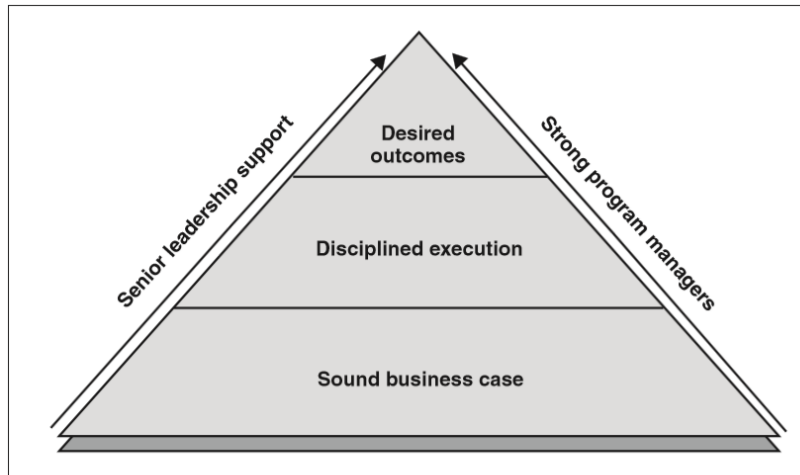 Desired
outcomes
Senior leadership support
Strong program managers
Disciplined execution
Sound business case